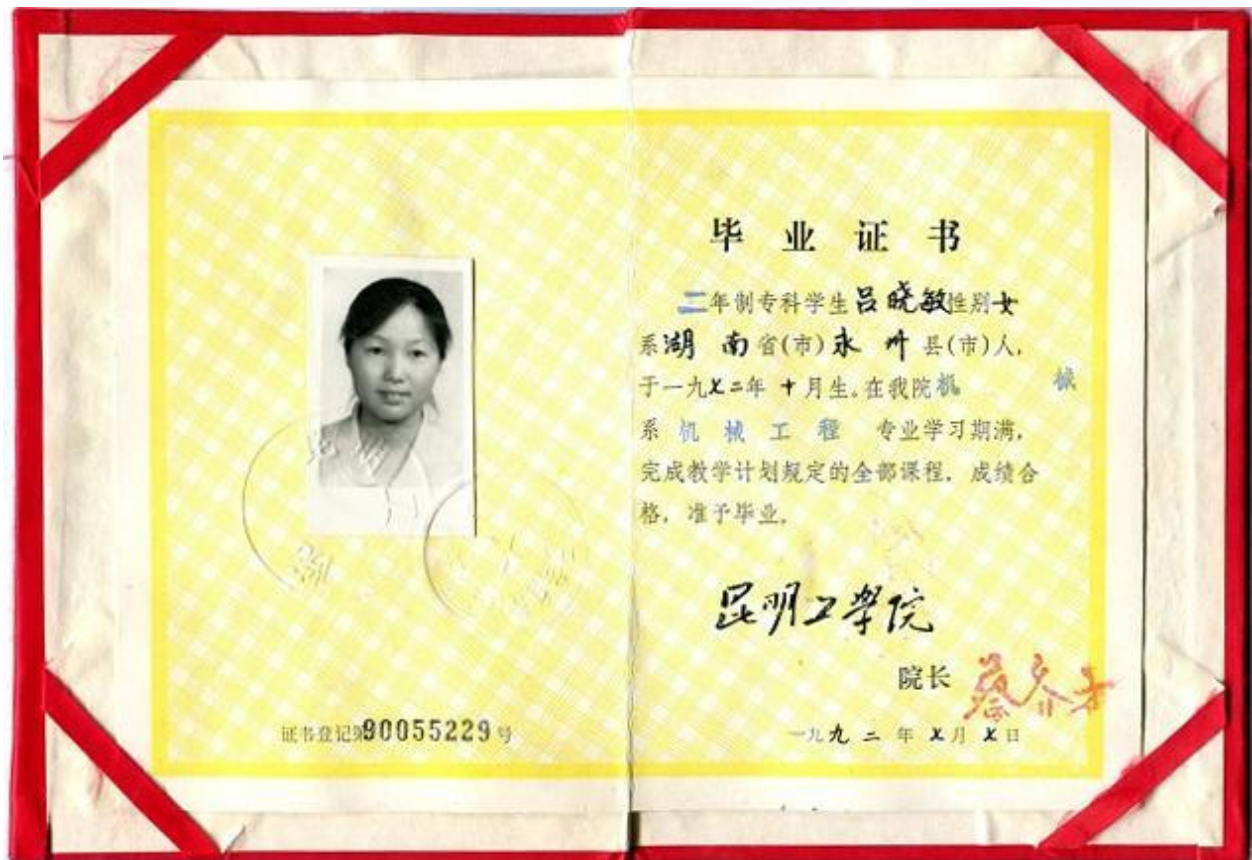 毕业证书
二年制专科学生吕晓敏性别女
系湖南省(市)永州县(市)人,
于一九七二年十月生。在我院机械
系机械工程专业学习期满,
完成教学计划规定的全部课程,成绩合
格,准予毕业。
昆明工学院
院长
一九九二年七月七日
证书登记第90055229号